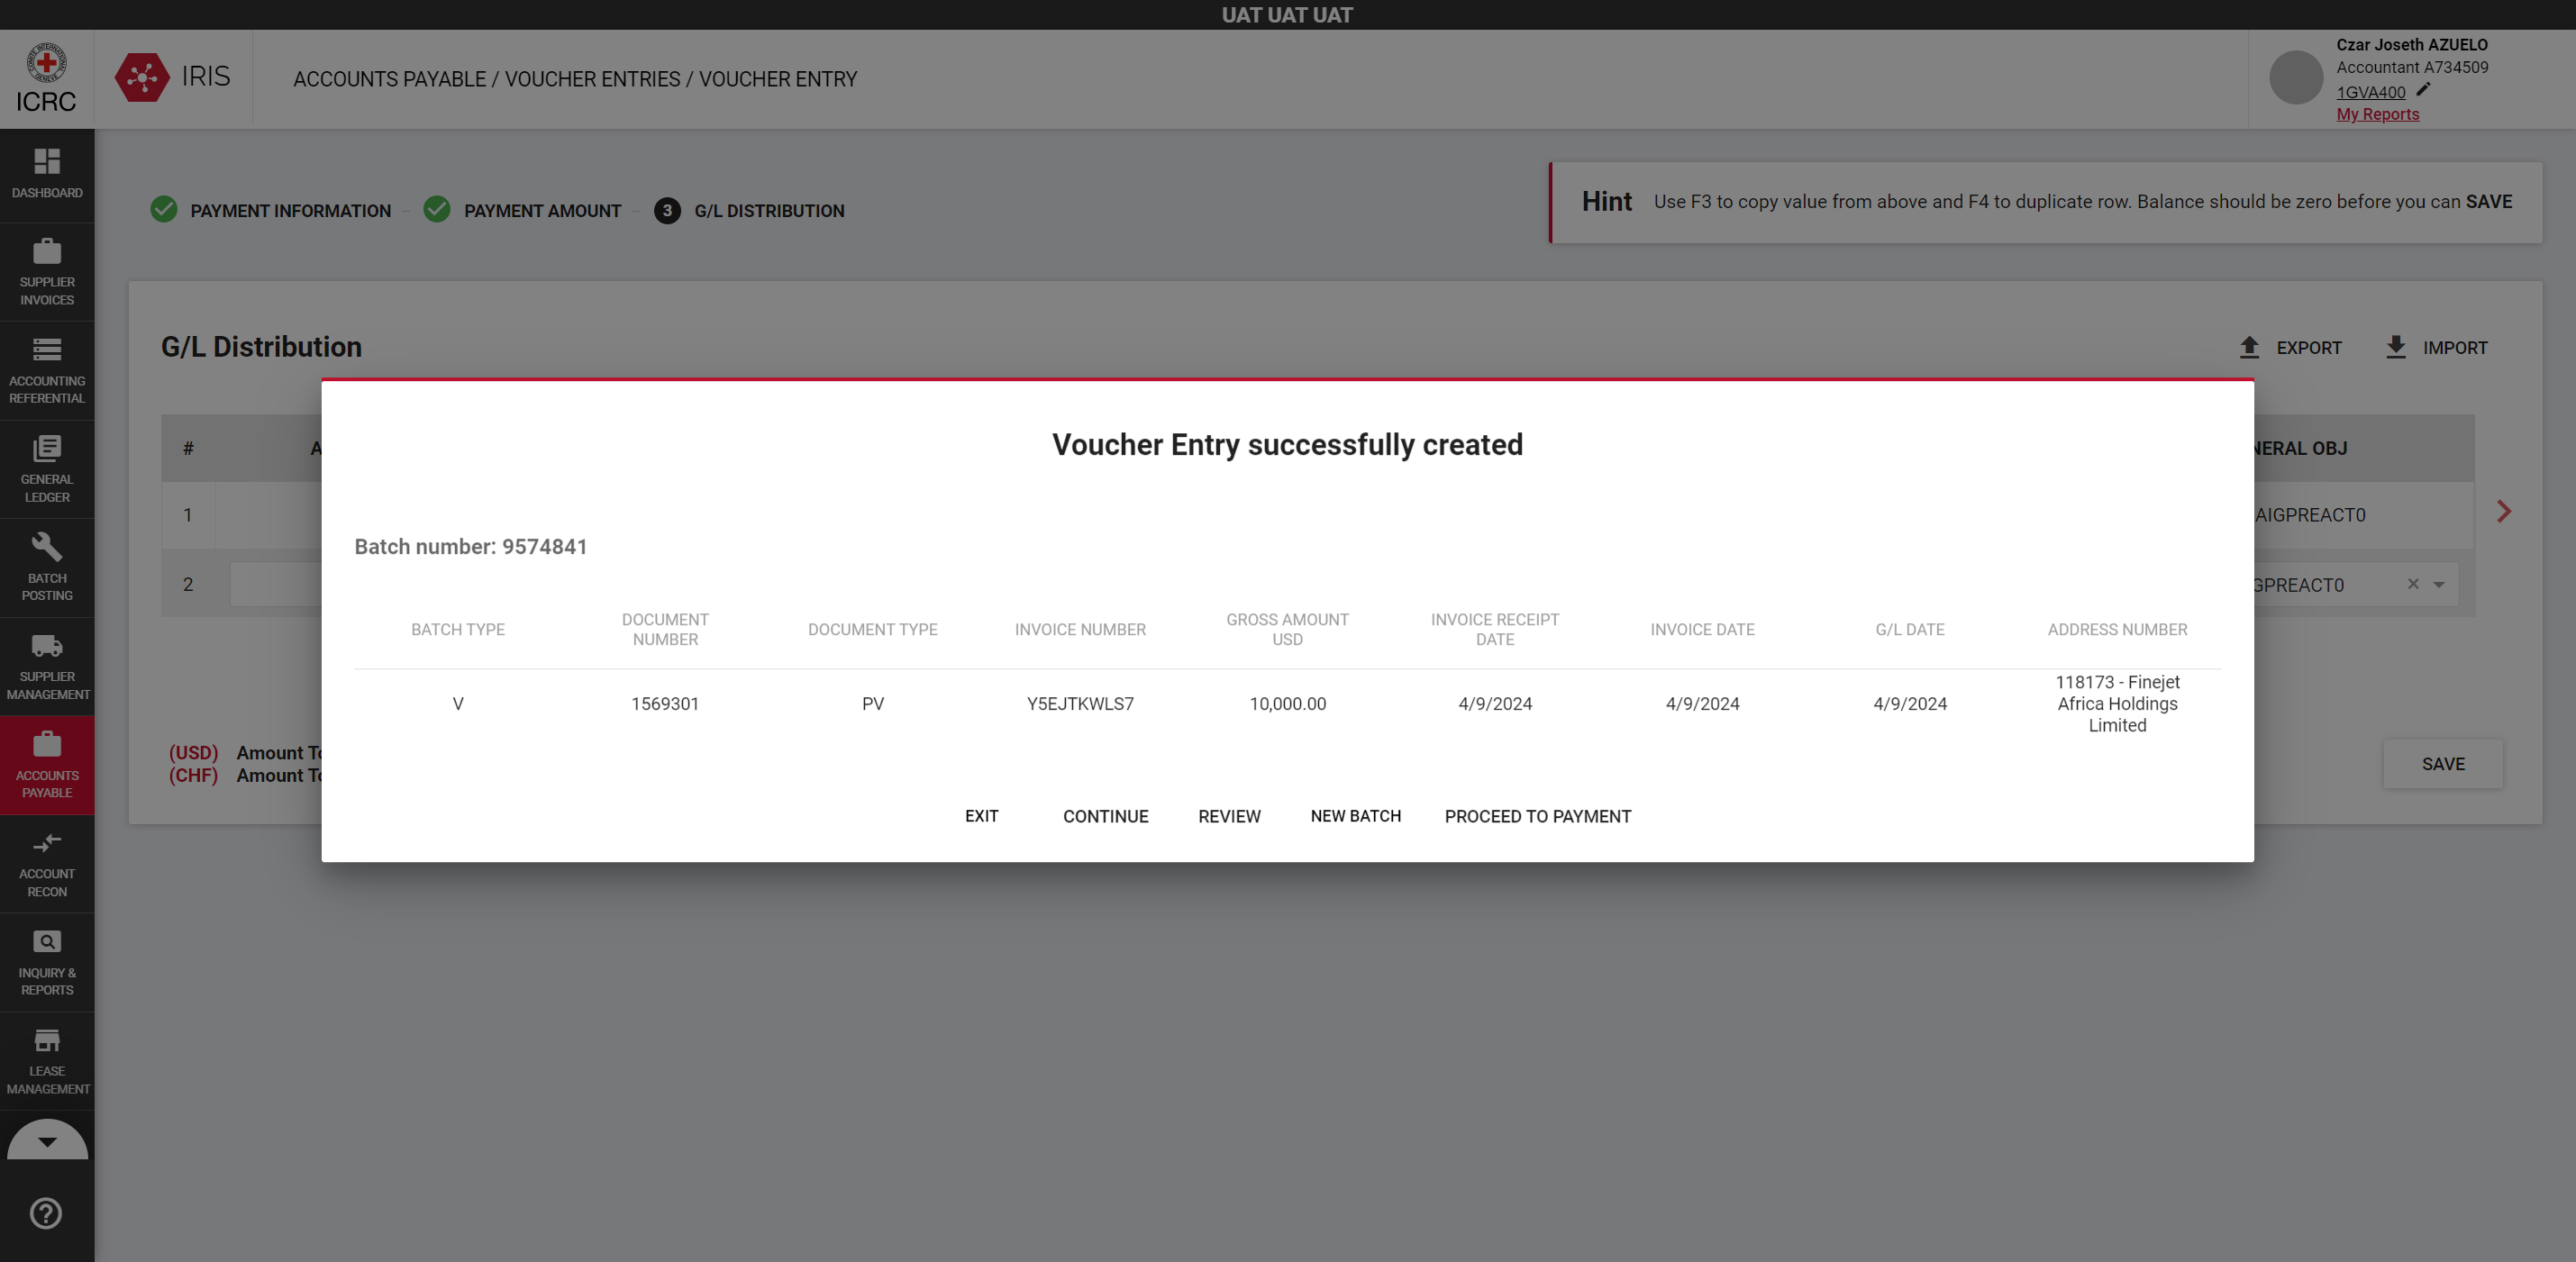 UAT UAT UAT
ICRC
IRIS
ACCOUNTS PAYABLE / VOUCHER ENTRIES / VOUCHER ENTRY
Czar Joseth AZUELO
Accountant A734509
1GVA400
My Reports
DASHBOARD
SUPPLIER
INVOICES
ACCOUNTING
REFERENTIAL
GENERAL
LEDGER
BATCH
POSTING
SUPPLIER
MANAGEMENT
ACCOUNTS
PAYABLE
ACCOUNT
RECON
INQUIRY &
REPORTS
LEASE
MANAGEMENT
PAYMENT INFORMATION
PAYMENT AMOUNT
3 G/L DISTRIBUTION
Hint Use F3 to copy value from above and F4 to duplicate row. Balance should be zero before you can SAVE
G/L Distribution
EXPORT
IMPORT
# A NERAL OBJ
1 AIGPREACT0
2 GPREACT0
(USD) Amount To
(CHF) Amount To
SAVE
Voucher Entry successfully created
Batch number: 9574841
BATCH TYPE DOCUMENT NUMBER DOCUMENT TYPE INVOICE NUMBER GROSS AMOUNT USD INVOICE RECEIPT DATE INVOICE DATE G/L DATE ADDRESS NUMBER
V 1569301 PV Y5EJTKWLS7 10,000.00 4/9/2024 4/9/2024 4/9/2024 118173 - Finejet Africa Holdings Limited
EXIT CONTINUE REVIEW NEW BATCH PROCEED TO PAYMENT